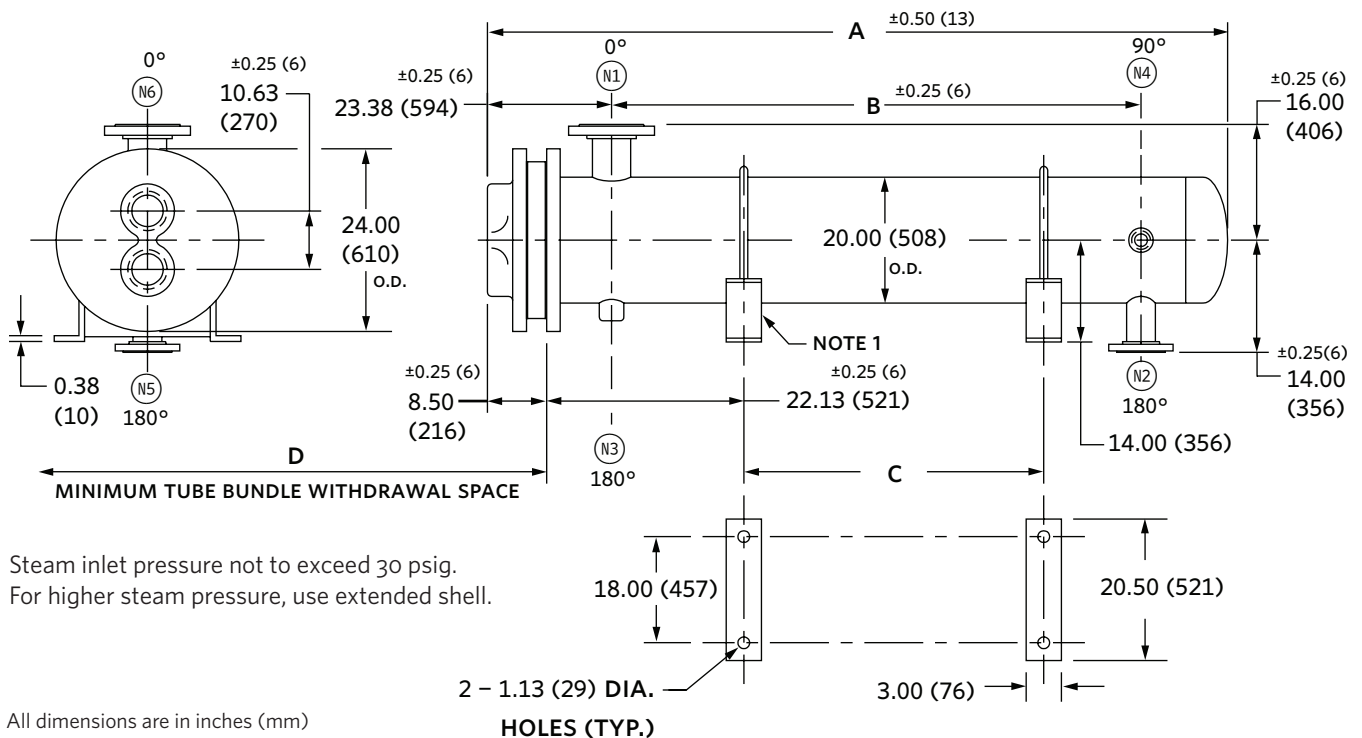 0°
N6
±0.25 (6)
10.63
(270)
24.00
(610)
O.D.
0.38
(10)
N5
180°
±0.50 (13)
A
±0.25 (6)
23.38 (594)
0°
N1
±0.25 (6)
B
90°
N4
±0.25 (6)
16.00
(406)
20.00 (508)
O.D.
NOTE 1
±0.25 (6)
8.50
(216)
±0.25 (6)
22.13 (521)
N3
180°
N2
180°
±0.25(6)
14.00
(356)
14.00 (356)
D
MINIMUM TUBE BUNDLE WITHDRAWAL SPACE
C
Steam inlet pressure not to exceed 30 psig.
For higher steam pressure, use extended shell.
18.00 (457)
20.50 (521)
2 – 1.13 (29) DIA.
HOLES (TYP.)
3.00 (76)
All dimensions are in inches (mm)